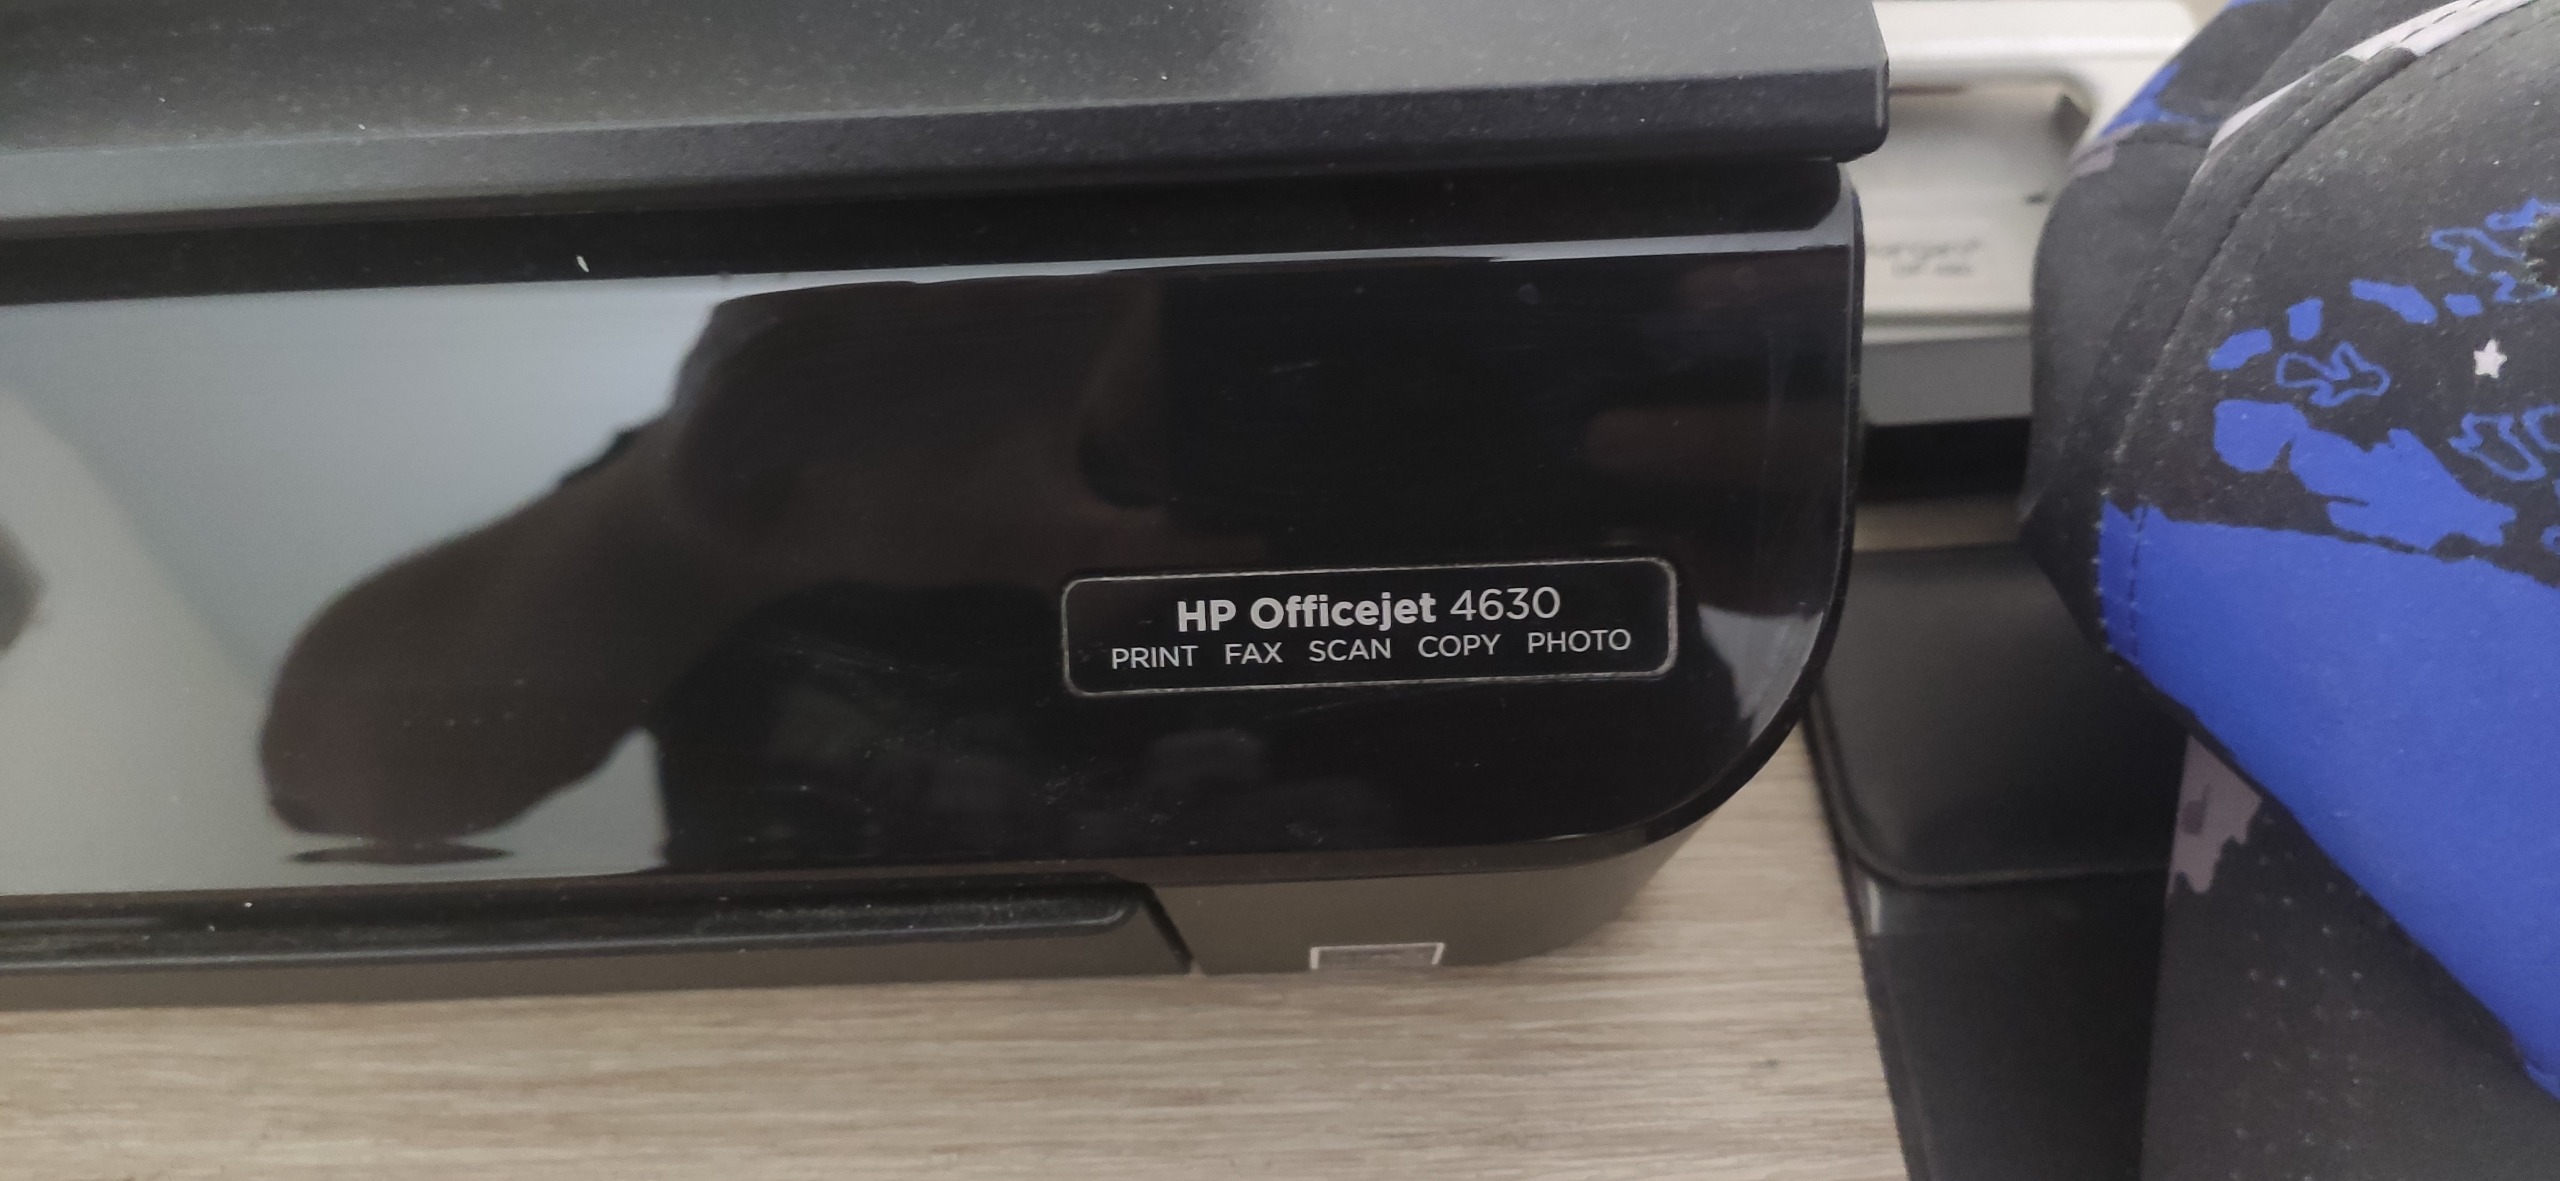 HP Officejet 4630
PRINT FAX SCAN COPY PHOTO